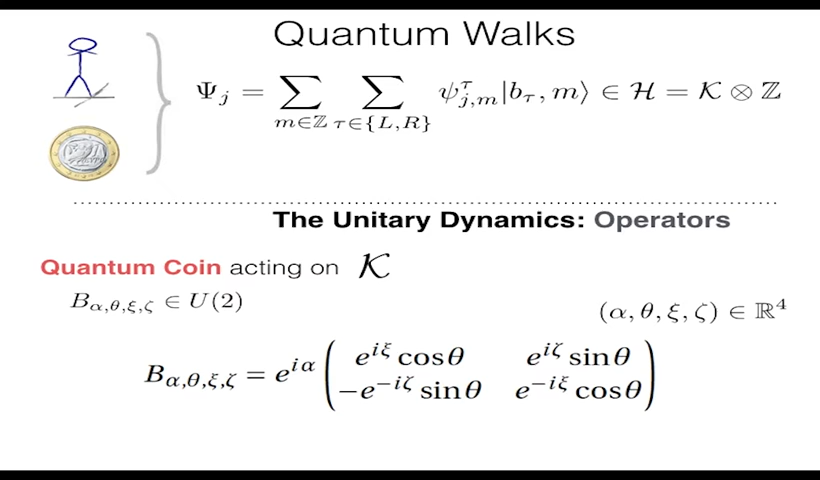 Quantum Walks
Ψ_j = ∑_{m∈ℤ} ∑_{τ∈{L,R}} ψ^τ_{j,m} |b_τ, m⟩ ∈ ℋ = 𝒦 ⊗ ℤ
The Unitary Dynamics: Operators
Quantum Coin acting on 𝒦
B_{α,θ,ξ,ζ} ∈ U(2) (α, θ, ξ, ζ) ∈ ℝ⁴
B_{α,θ,ξ,ζ} = e^{iα} ( e^{iξ} cosθ e^{iζ} sinθ
−e^{−iζ} sinθ e^{−iξ} cosθ )